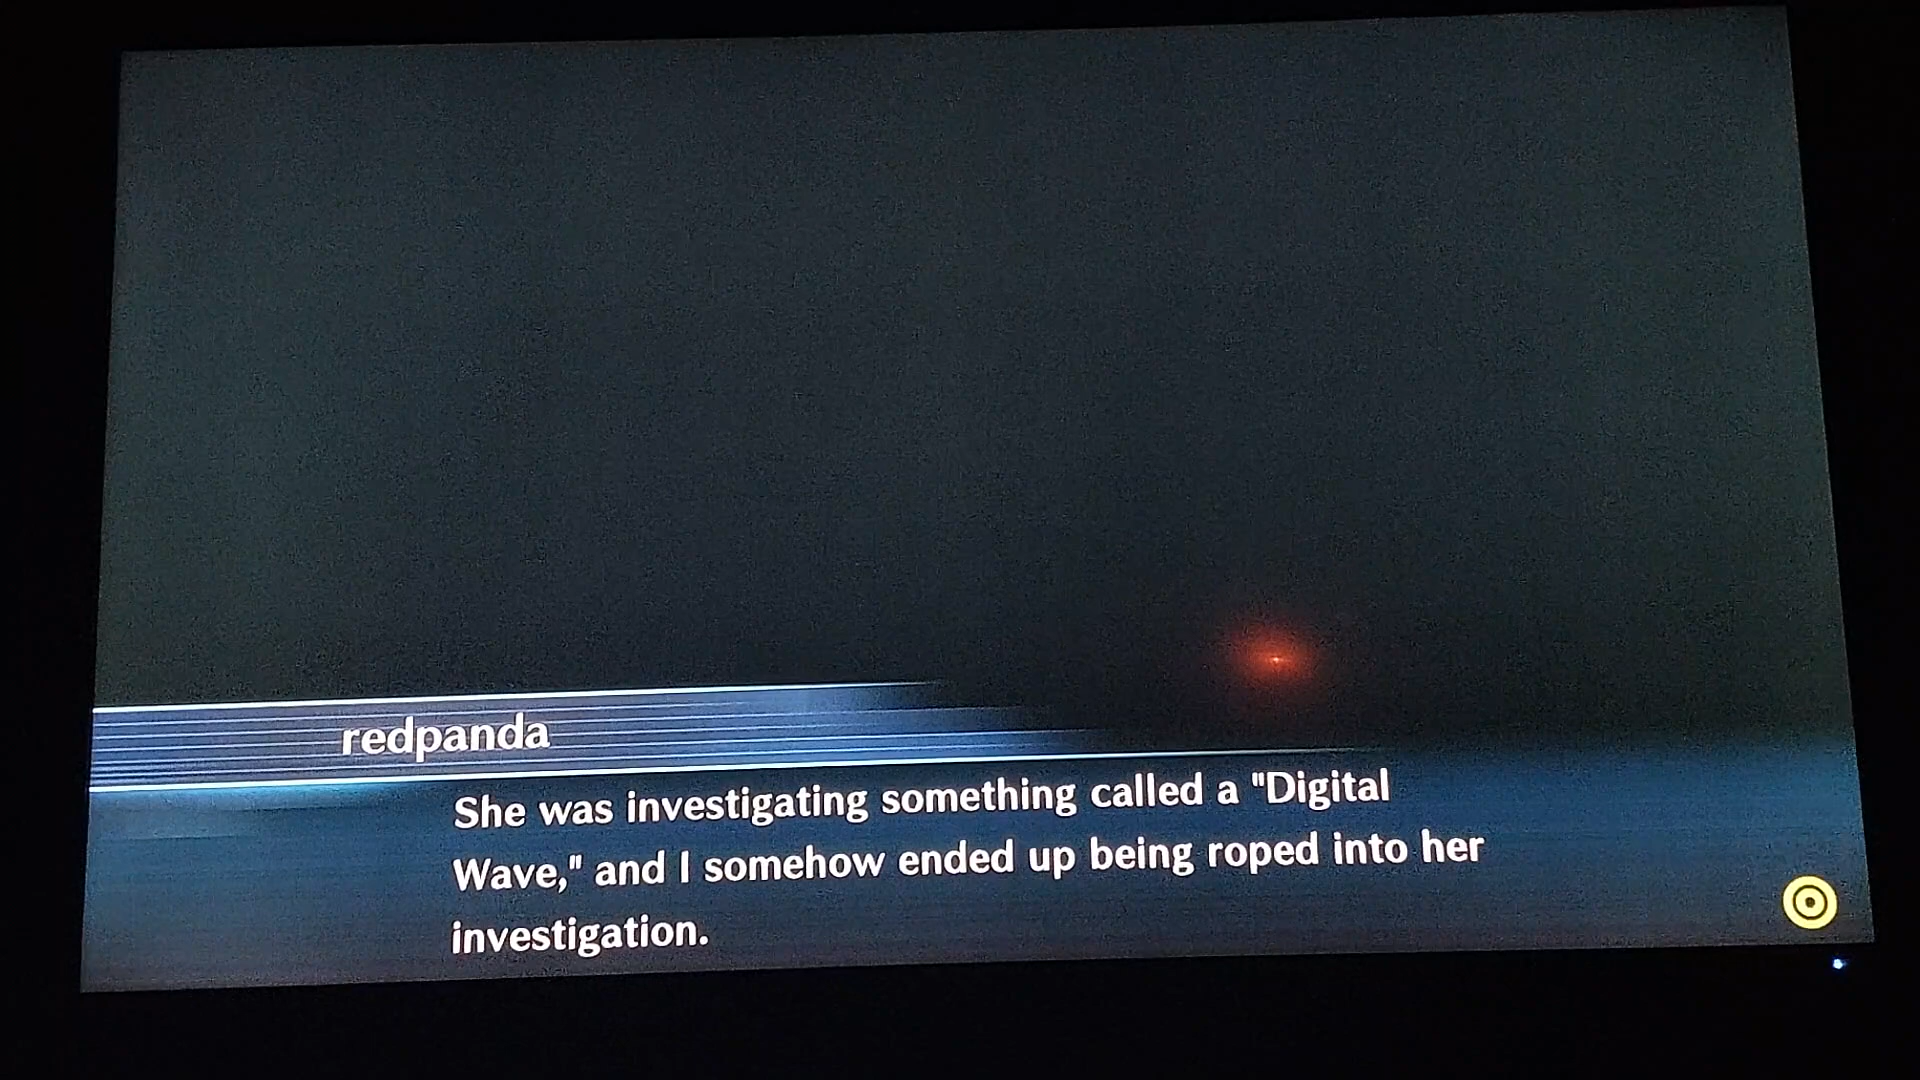 redpanda
She was investigating something called a "Digital
Wave," and I somehow ended up being roped into her
investigation.